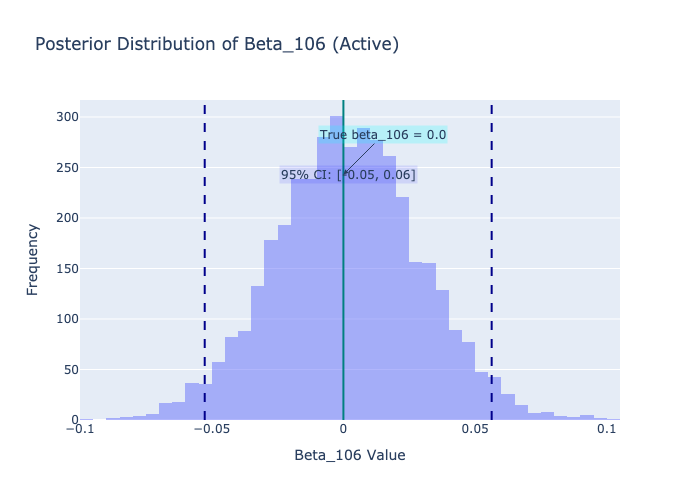 Posterior Distribution of Beta_106 (Active)
300
True beta_106 = 0.0
250
95% CI: [-0.05, 0.06]
200
150
100
50
0
Frequency
−0.1
−0.05
0
0.05
0.1
Beta_106 Value